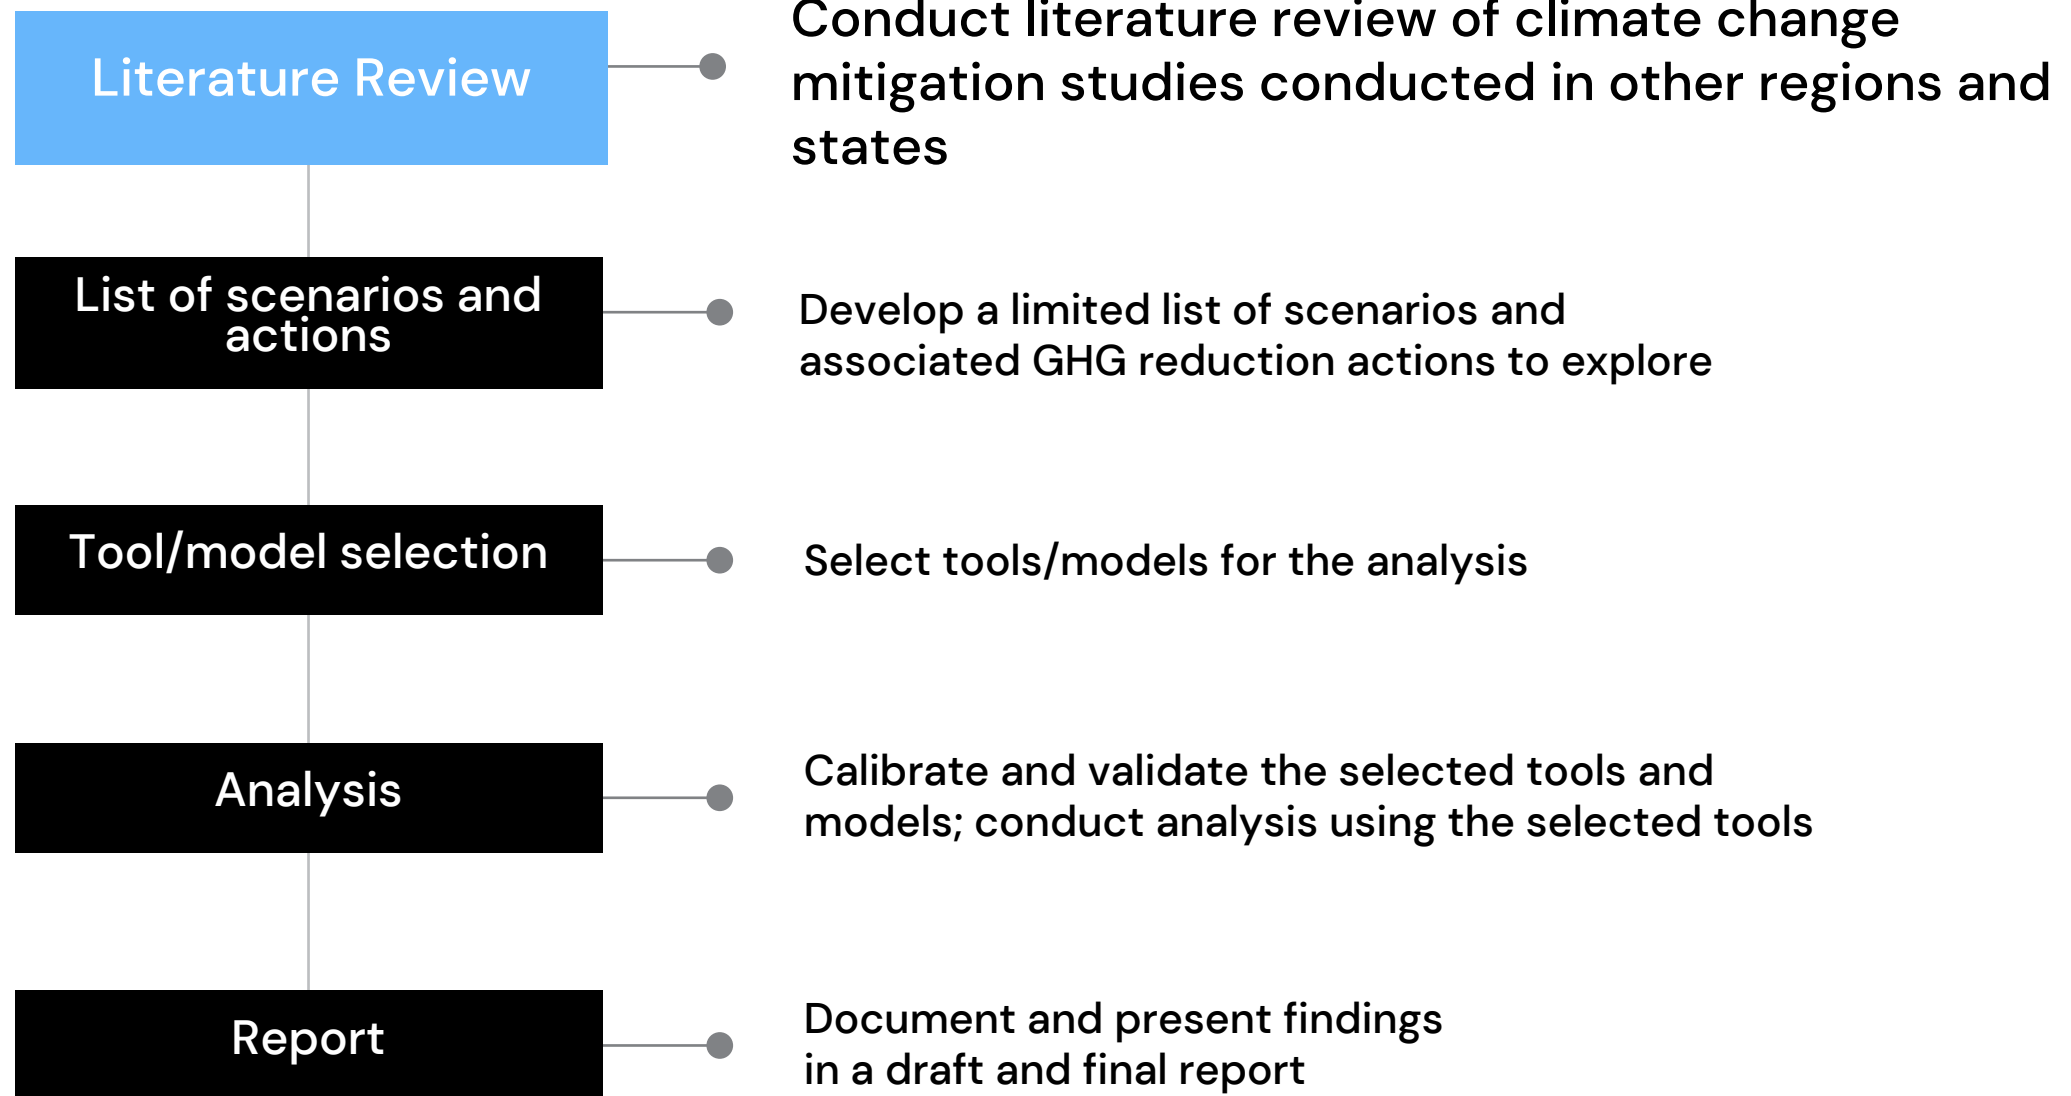 Literature Review
Conduct literature review of climate change
mitigation studies conducted in other regions and
states
List of scenarios and
actions
Develop a limited list of scenarios and
associated GHG reduction actions to explore
Tool/model selection
Select tools/models for the analysis
Analysis
Calibrate and validate the selected tools and
models; conduct analysis using the selected tools
Report
Document and present findings
in a draft and final report